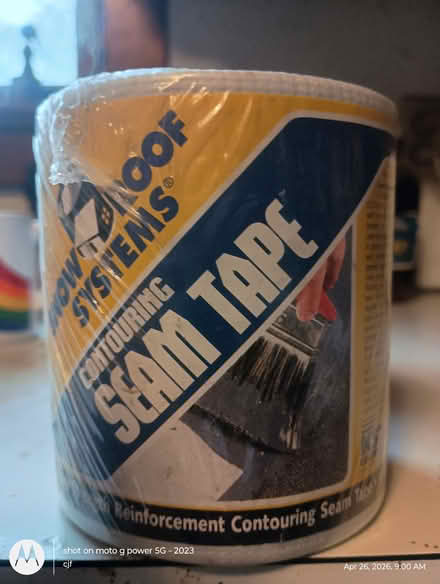 ROOF
SYSTEMS®
CONTOURING
SEAM TAPE
Reinforcement Contouring Seam Tape
shot on moto g power 5G - 2023
cjf
Apr 26, 2026, 9:00 AM